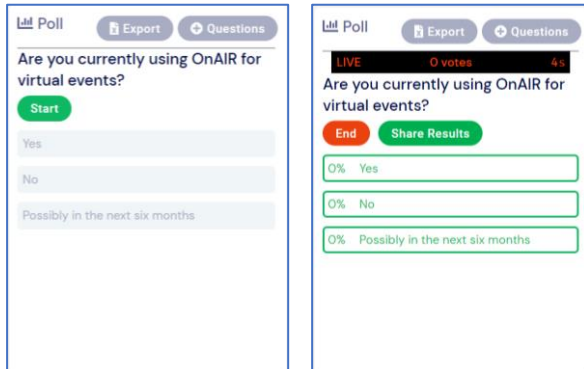 Poll
Export
Questions
Are you currently using OnAIR for
virtual events?
Start
Yes
No
Possibly in the next six months
Poll
Export
Questions
LIVE 0 votes 4s
Are you currently using OnAIR for
virtual events?
End Share Results
0% Yes
0% No
0% Possibly in the next six months